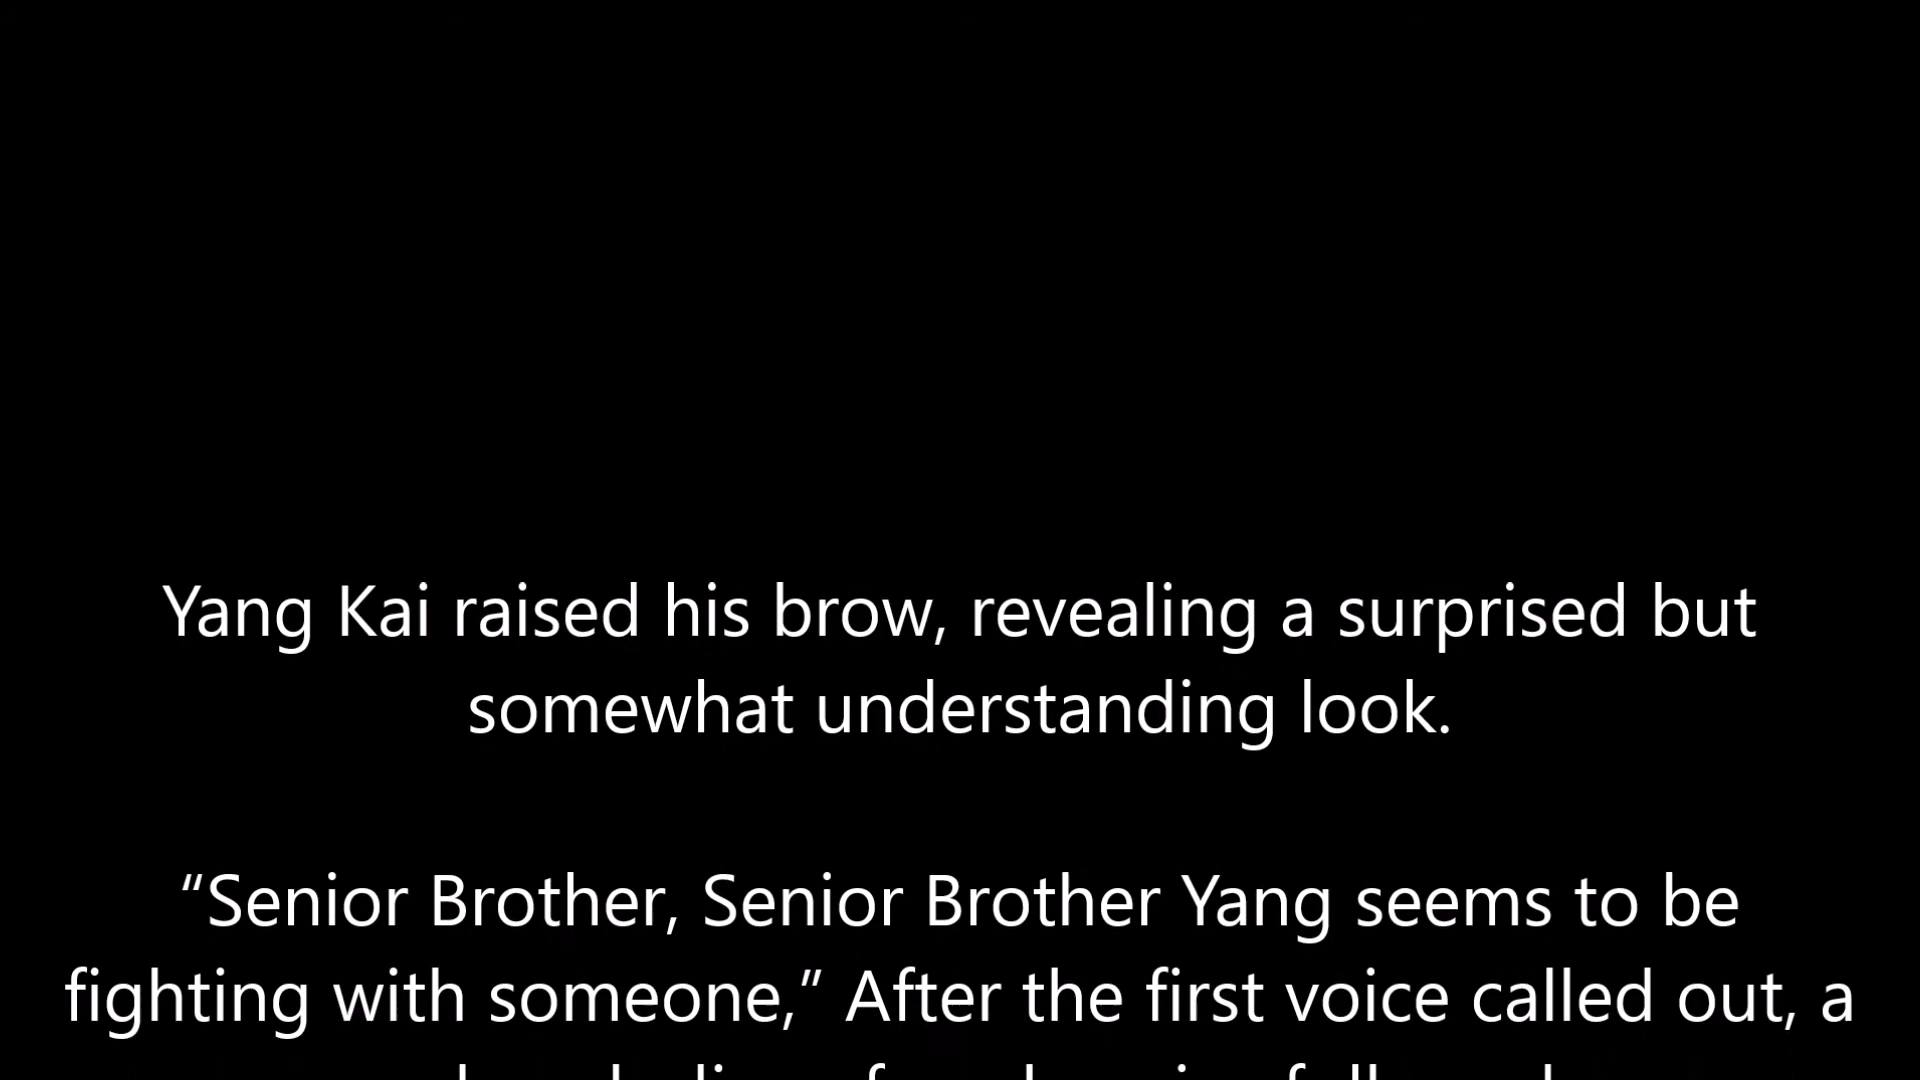 Yang Kai raised his brow, revealing a surprised but
somewhat understanding look.
“Senior Brother, Senior Brother Yang seems to be
fighting with someone,” After the first voice called out, a